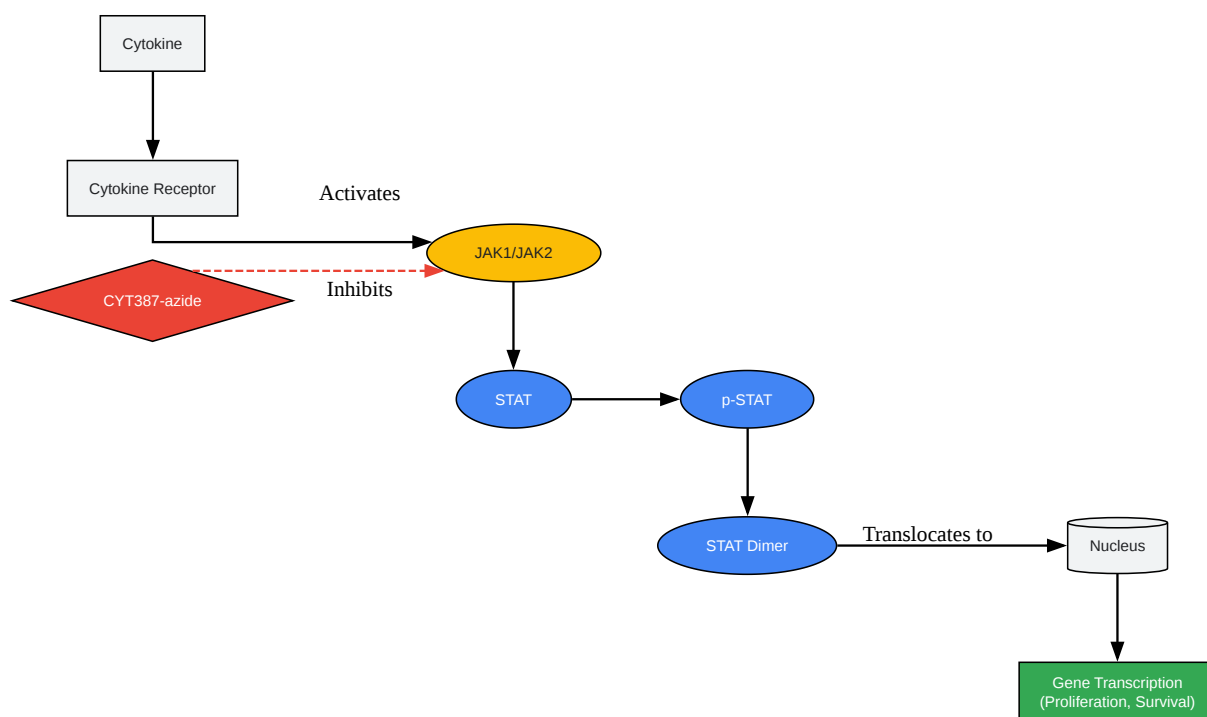 Cytokine
Cytokine Receptor
Activates
JAK1/JAK2
CYT387-azide
Inhibits
STAT
p-STAT
STAT Dimer
Translocates to
Nucleus
Gene Transcription
(Proliferation, Survival)